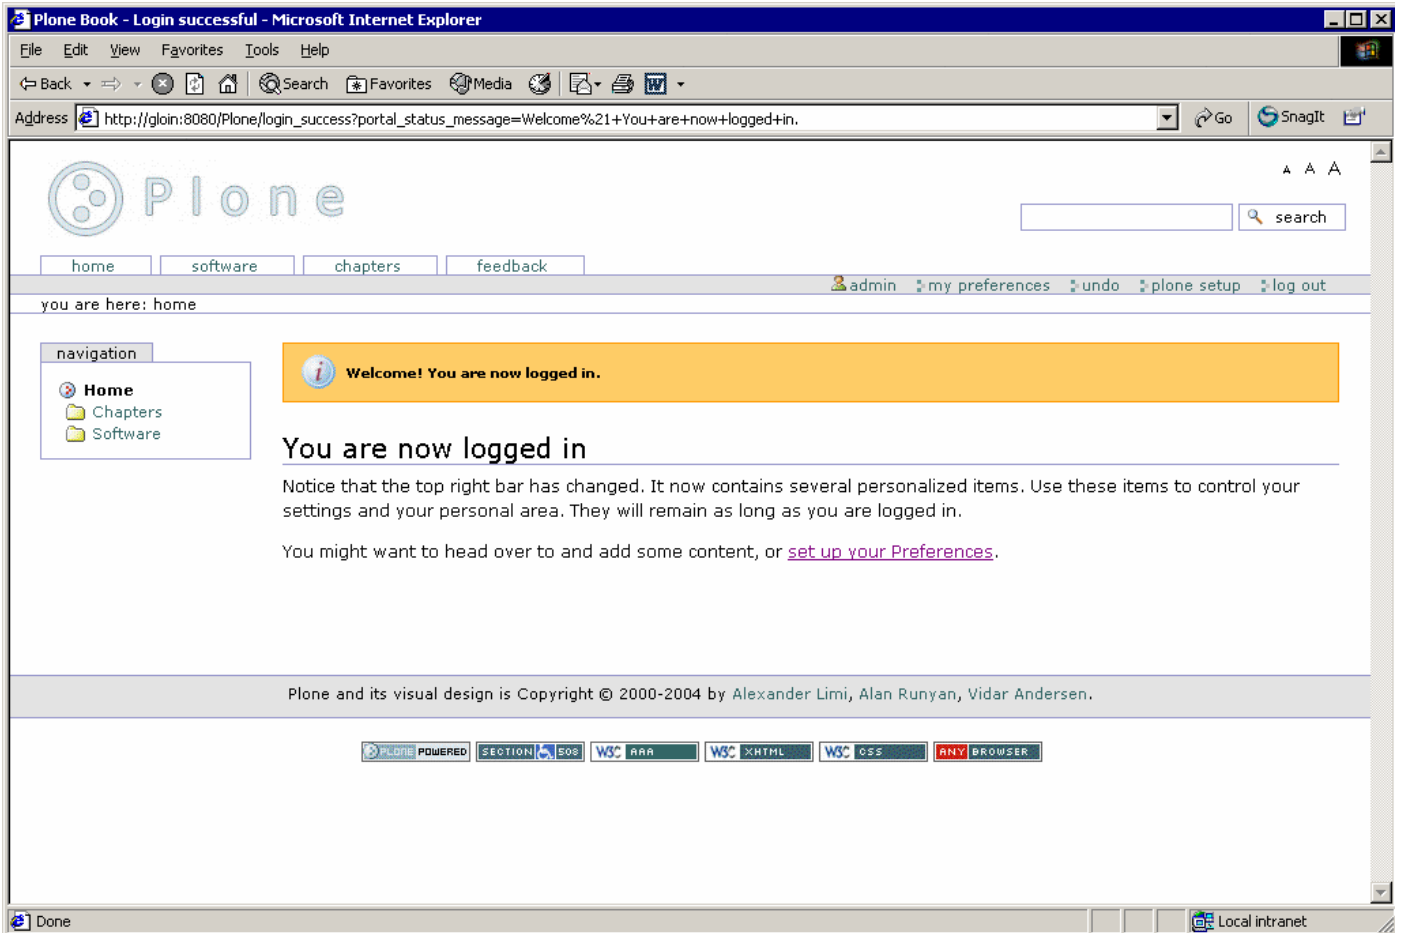 Plone Book - Login successful - Microsoft Internet Explorer
File Edit View Favorites Tools Help
Back Search Favorites Media
Address http://gloin:8080/Plone/login_success?portal_status_message=Welcome%21+You+are+now+logged+in. Go SnagIt
A A A
Plone
search
home software chapters feedback
admin my preferences undo plone setup log out
you are here: home
navigation
Home
Chapters
Software
i Welcome! You are now logged in.
You are now logged in
Notice that the top right bar has changed. It now contains several personalized items. Use these items to control your
settings and your personal area. They will remain as long as you are logged in.
You might want to head over to and add some content, or set up your Preferences.
Plone and its visual design is Copyright © 2000-2004 by Alexander Limi, Alan Runyan, Vidar Andersen.
PLONE POWERED SECTION 508 W3C AAA W3C XHTML W3C CSS ANY BROWSER
Done Local intranet